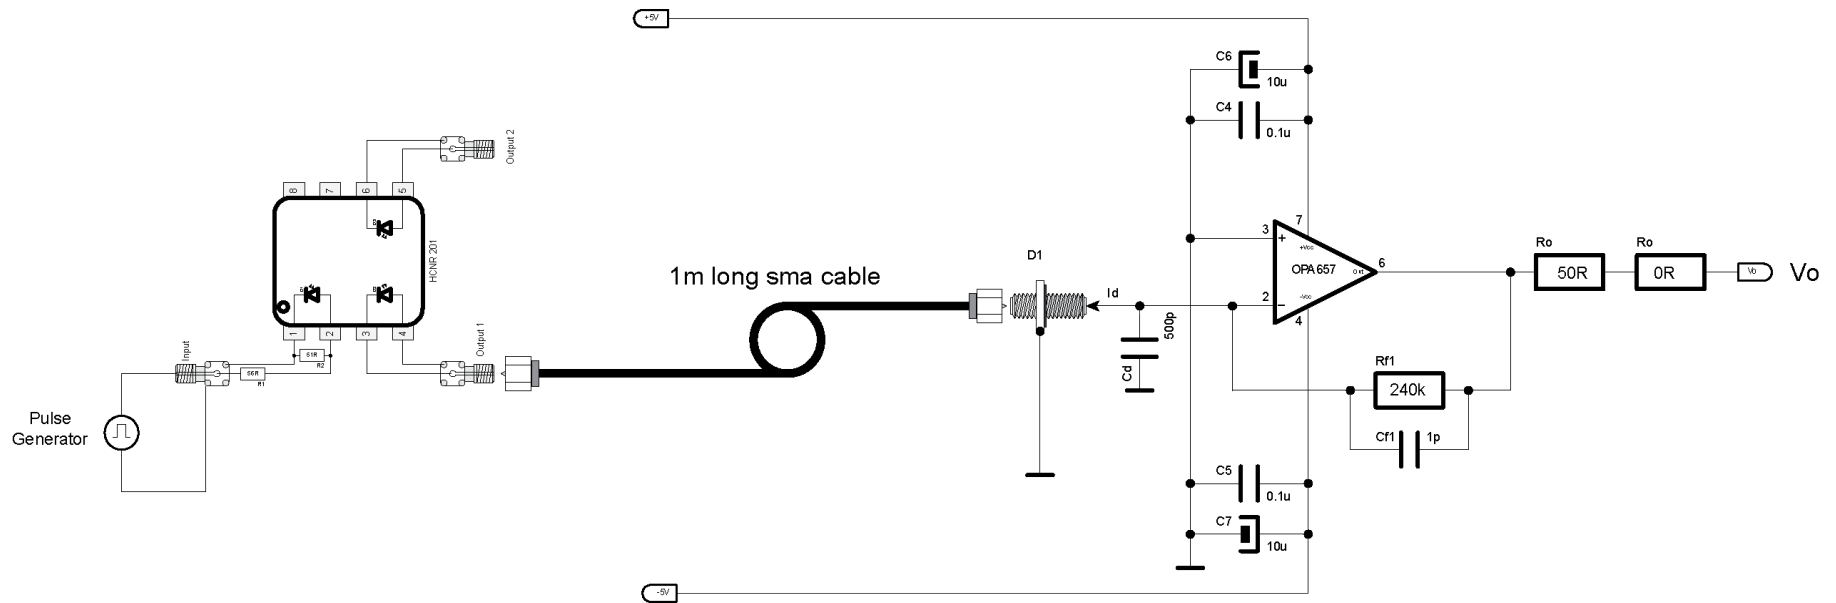 +5V
C6
10u
C4
0.1u
Output 2
8
7
6
5
HCNR 201
1
2
3
4
Input
51R
R2
56R
R1
Output 1
Pulse
Generator
1m long sma cable
D1
Id
500p
Cd
3
+
7
+Vcc
OPA657
Out
6
2
-
-Vcc
4
Ro
50R
Ro
0R
Vo
Vo
Rf1
240k
Cf1
1p
C5
0.1u
C7
10u
-5V